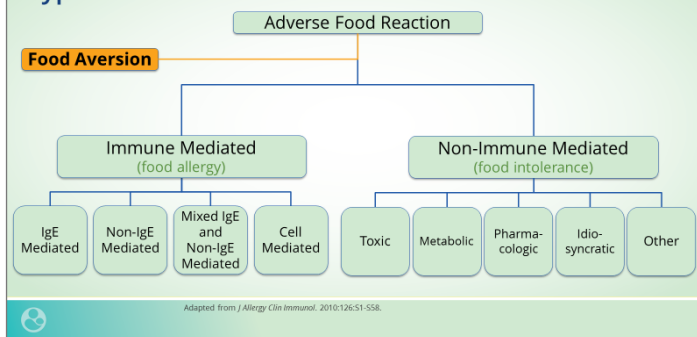 Adverse Food Reaction
Food Aversion
Immune Mediated
(food allergy)
Non-Immune Mediated
(food intolerance)
IgE
Mediated
Non-IgE
Mediated
Mixed IgE
and
Non-IgE
Mediated
Cell
Mediated
Toxic
Metabolic
Pharma-
cologic
Idio-
syncratic
Other
Adapted from J Allergy Clin Immunol. 2010:126:S1-S58.